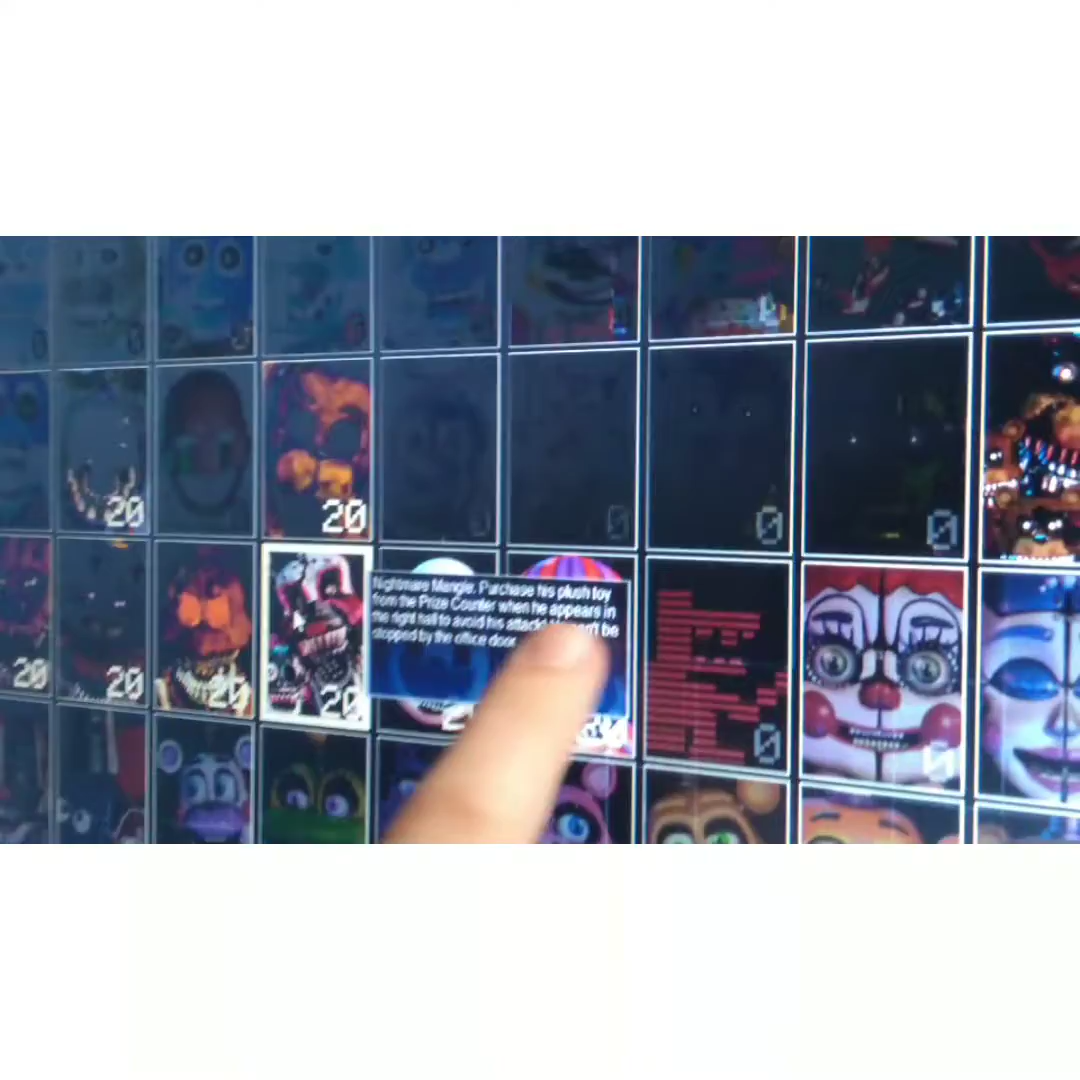 20
20
0
0
0
Nightmare Mangle. Purchase his plush toy
from the Prize Counter when he appears in
the right hall to avoid his attack! be
stopped by the office door.
20
20
20
20
0
0